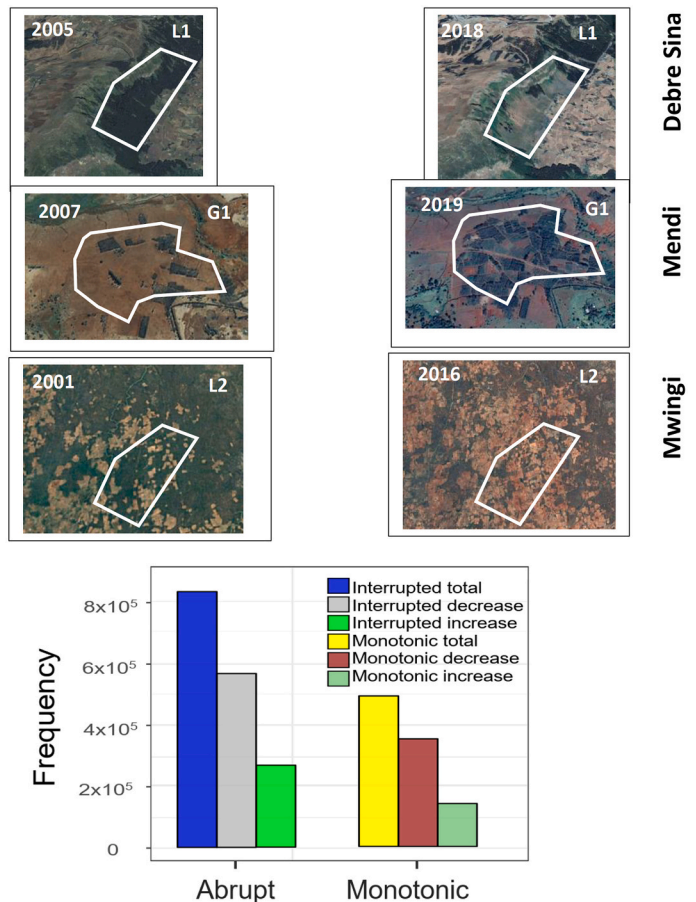 2005 L1
2018 L1
Debre Sina
2007 G1
2019 G1
Mendi
2001 L2
2016 L2
Mwingi
Frequency
8x10⁵
6x10⁵
4x10⁵
2x10⁵
0
Interrupted total
Interrupted decrease
Interrupted increase
Monotonic total
Monotonic decrease
Monotonic increase
Abrupt Monotonic